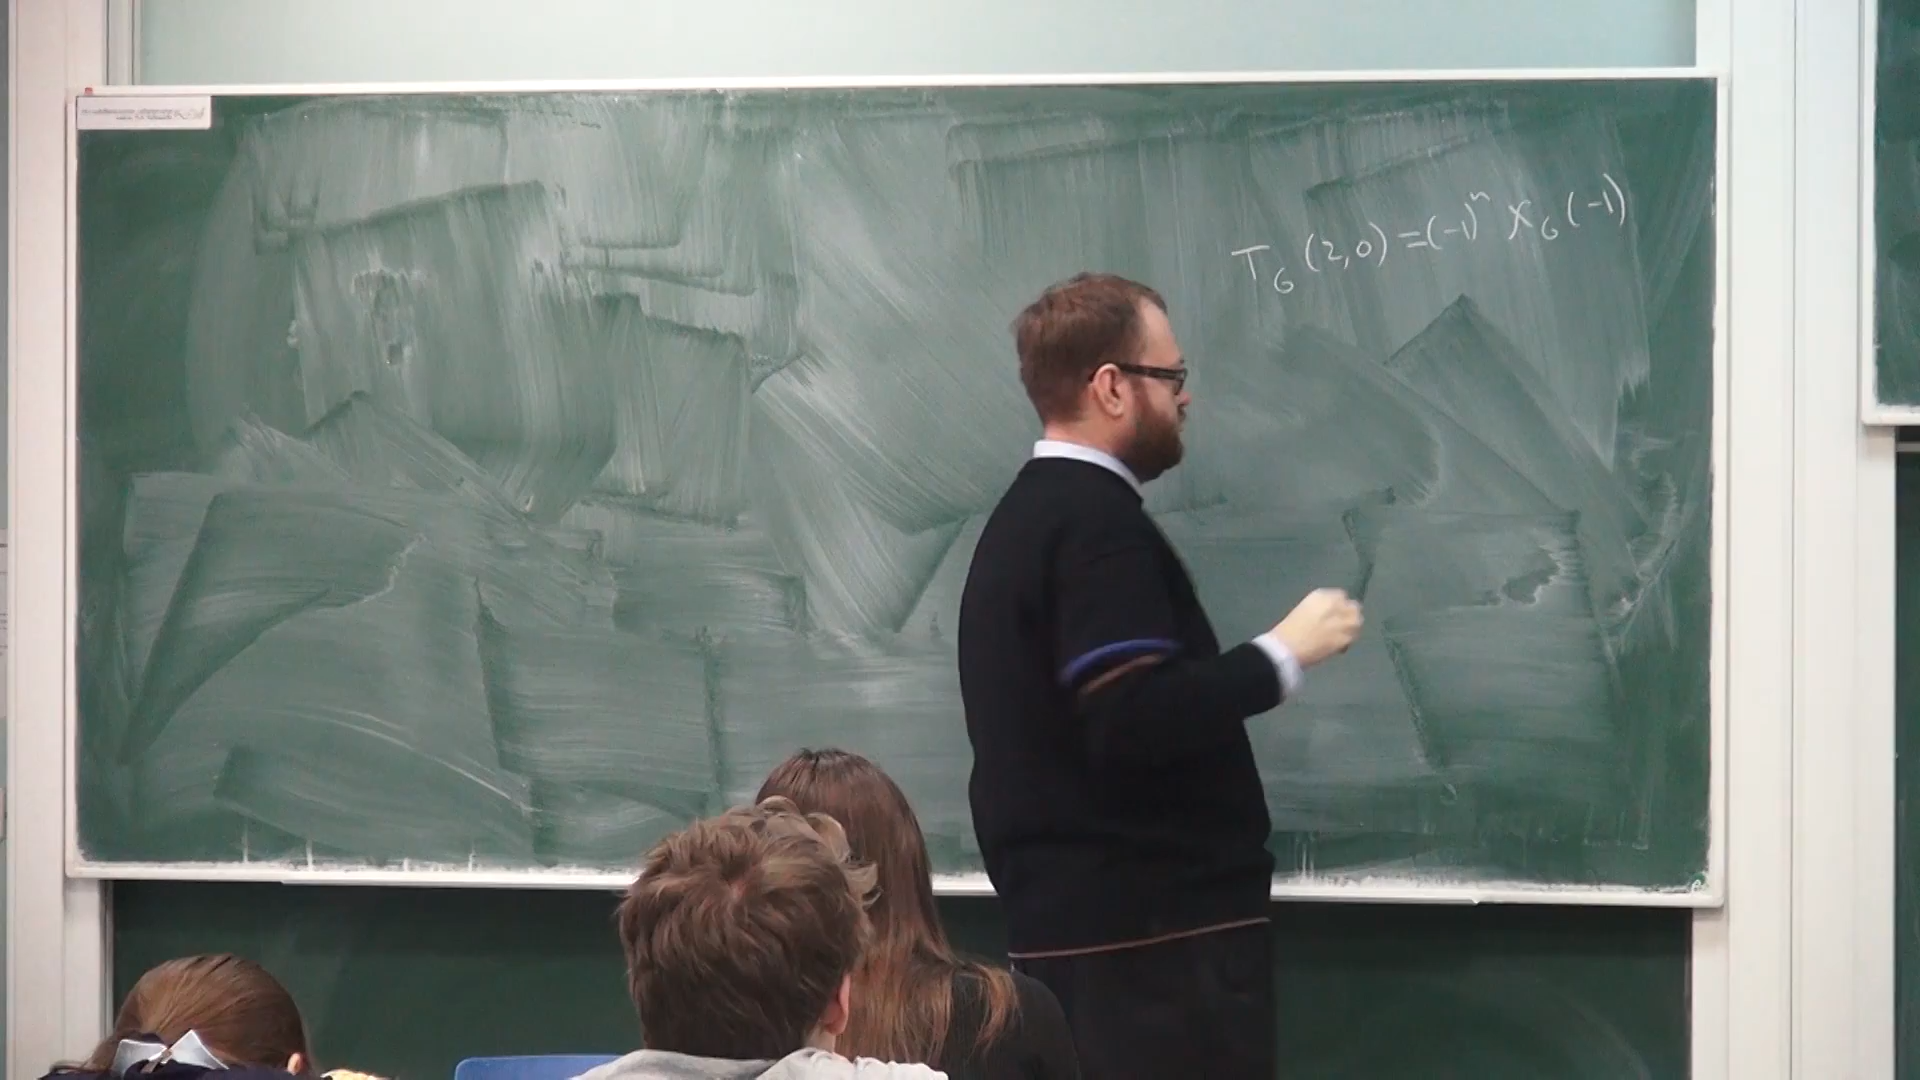 T_G (2,0) = (-1)^n χ_G (-1)